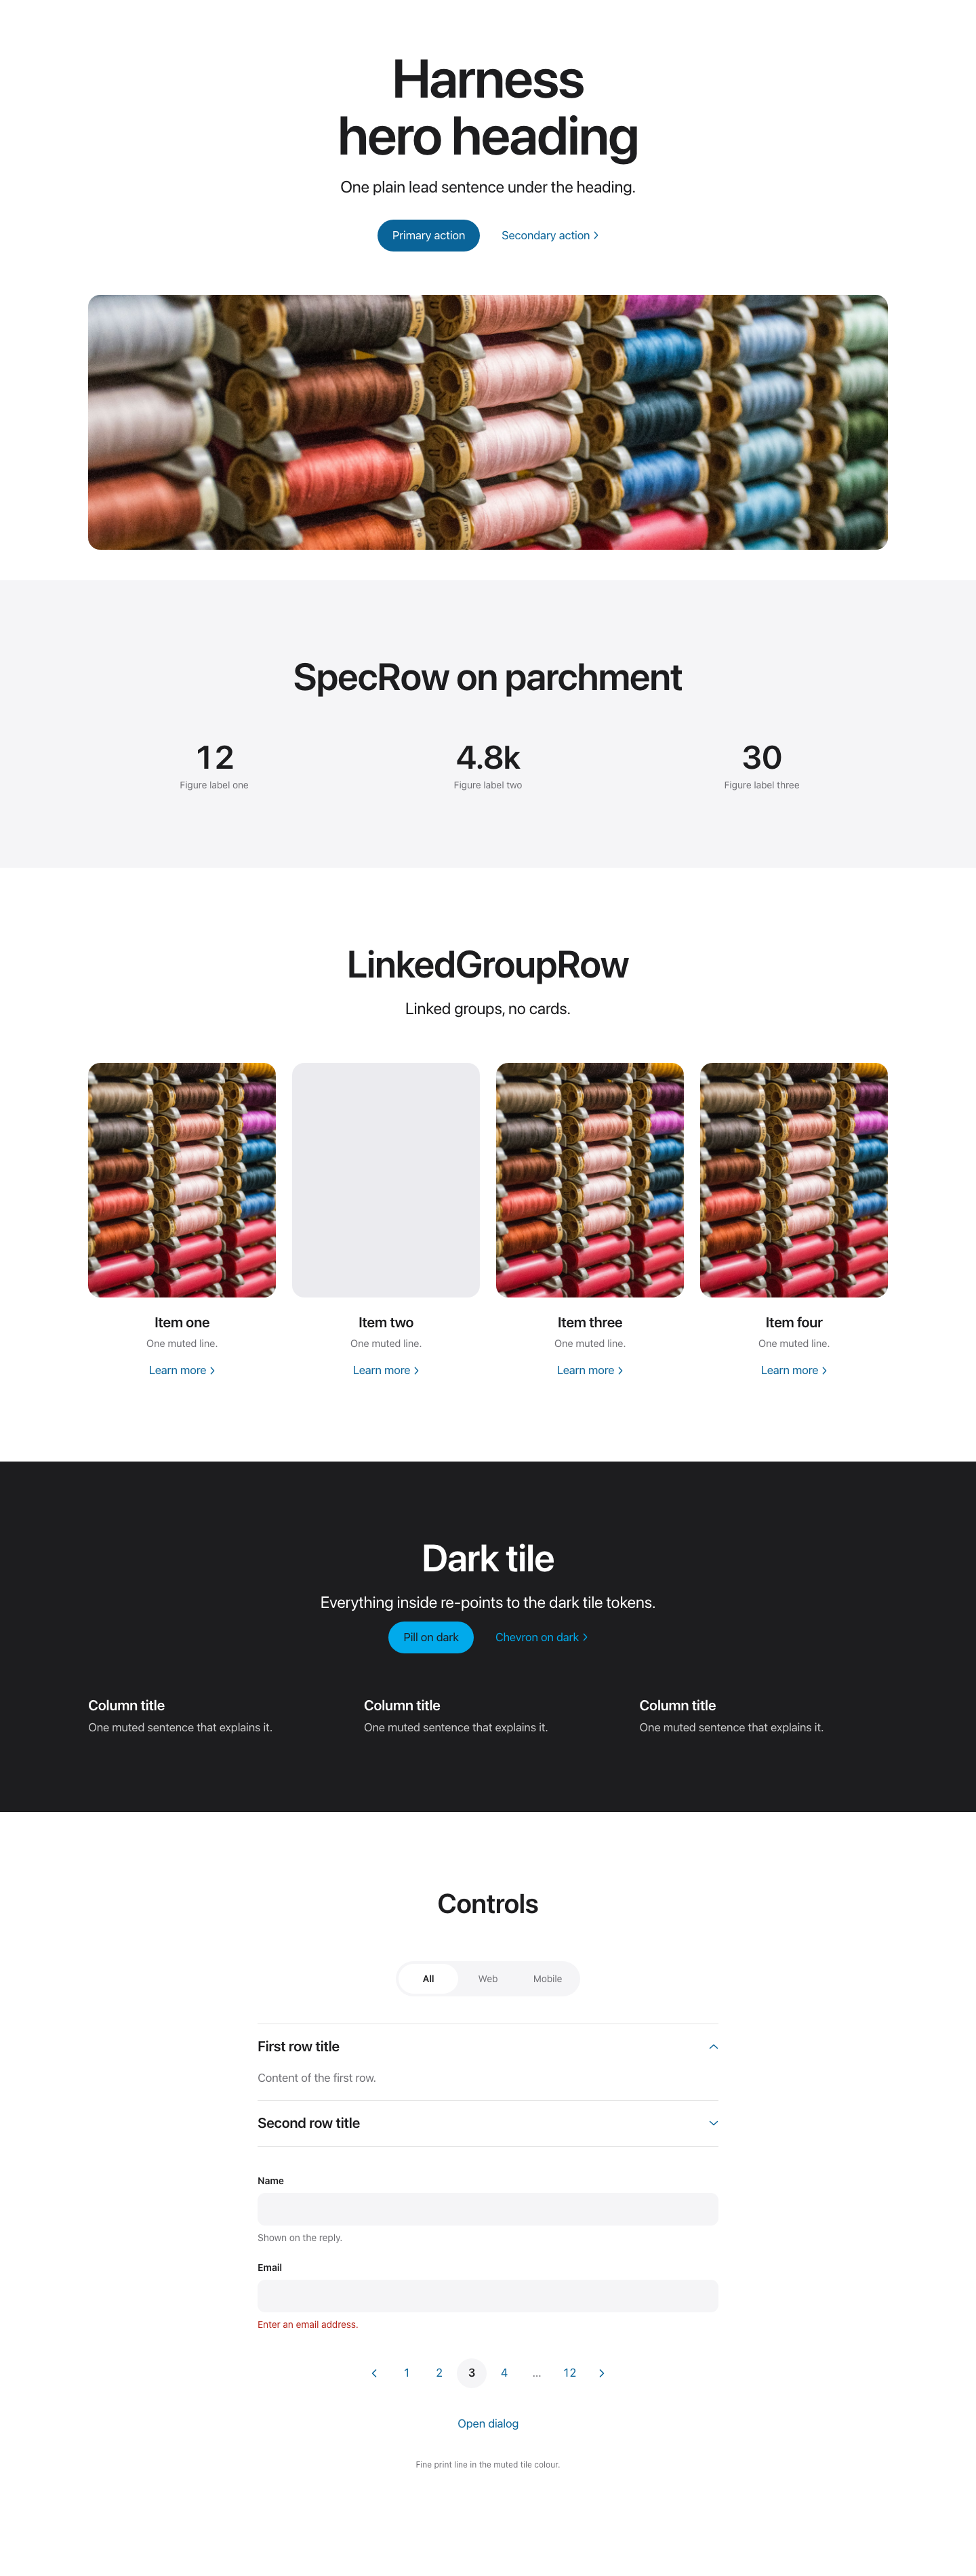 Harness
hero heading
One plain lead sentence under the heading.
Primary action
Secondary action
SpecRow on parchment
12
4.8k
30
Figure label one
Figure label two
Figure label three
LinkedGroupRow
Linked groups, no cards.
Item one
Item two
Item three
Item four
One muted line.
One muted line.
One muted line.
One muted line.
Learn more
Learn more
Learn more
Learn more
Dark tile
Everything inside re-points to the dark tile tokens.
Pill on dark
Chevron on dark
Column title
Column title
Column title
One muted sentence that explains it.
One muted sentence that explains it.
One muted sentence that explains it.
Controls
All
Web
Mobile
First row title
Content of the first row.
Second row title
Name
Shown on the reply.
Email
Enter an email address.
1
2
3
4
...
12
Open dialog
Fine print line in the muted tile colour.